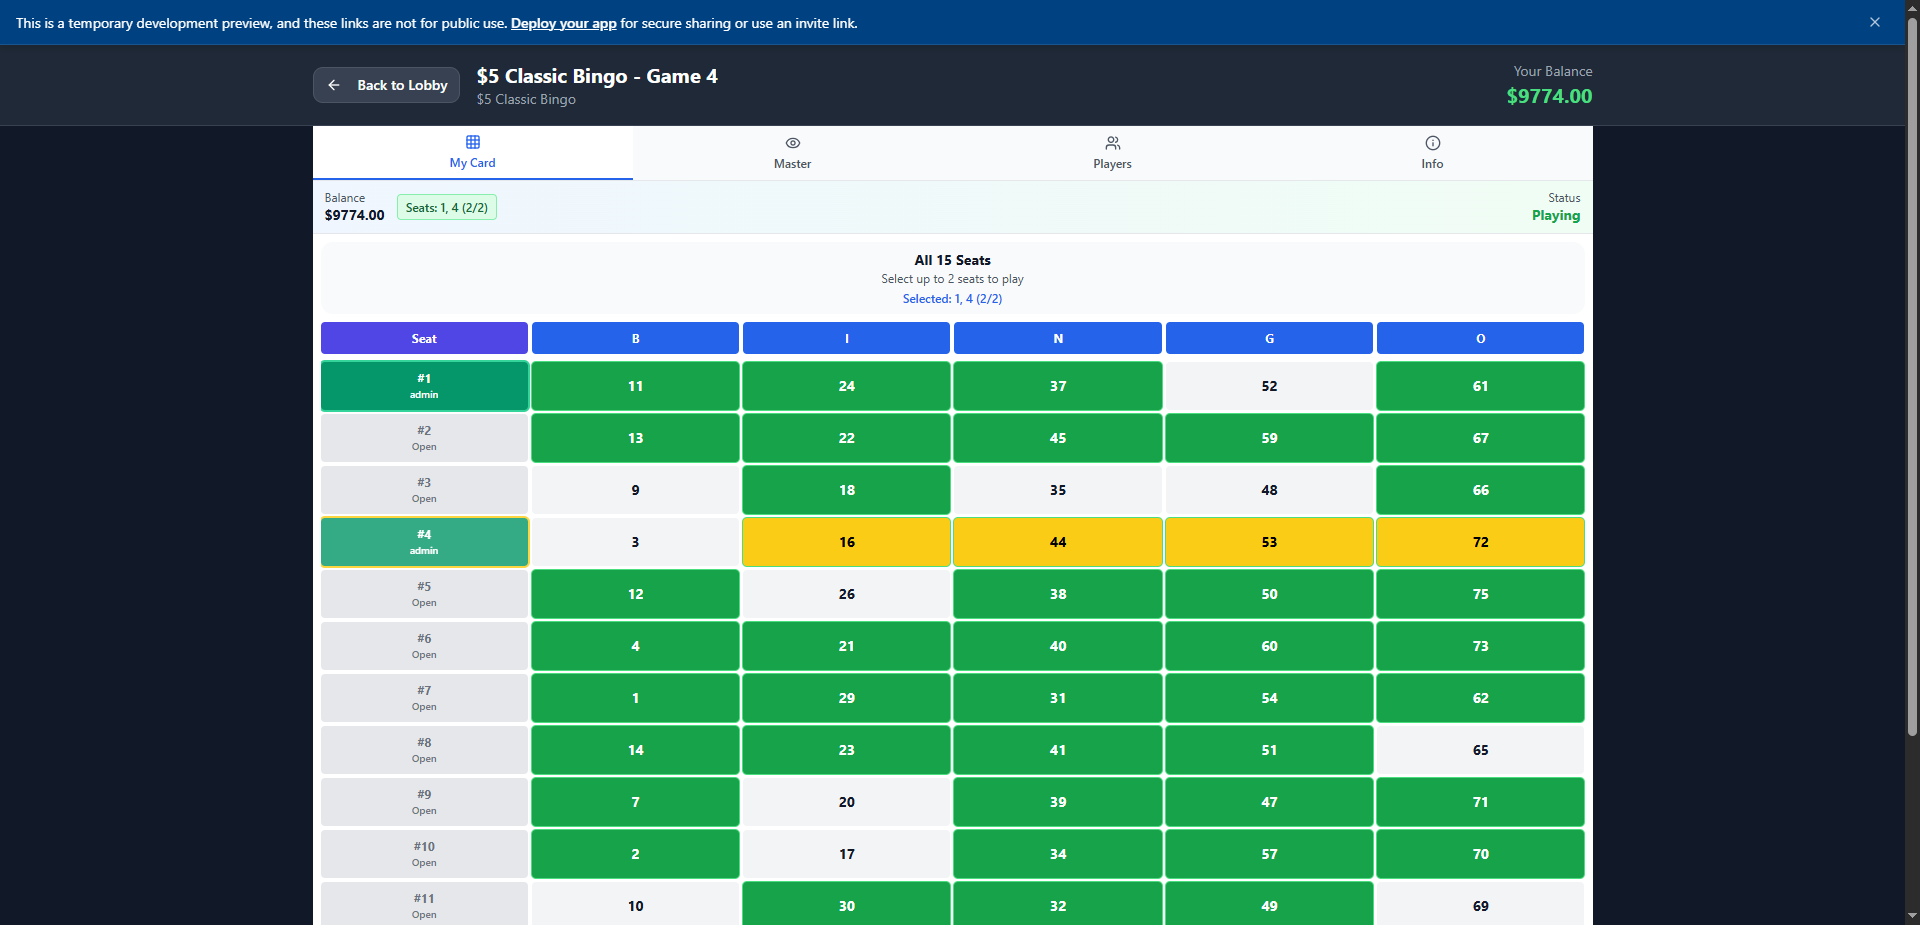 This is a temporary development preview, and these links are not for public use. Deploy your app for secure sharing or use an invite link.
Back to Lobby
$5 Classic Bingo - Game 4
$5 Classic Bingo
Your Balance
$9774.00
My Card
Master
Players
Info
Balance
$9774.00
Seats: 1, 4 (2/2)
Status
Playing
All 15 Seats
Select up to 2 seats to play
Selected: 1, 4 (2/2)
Seat B I N G O
#1
admin
11 24 37 52 61
#2
Open
13 22 45 59 67
#3
Open
9 18 35 48 66
#4
admin
3 16 44 53 72
#5
Open
12 26 38 50 75
#6
Open
4 21 40 60 73
#7
Open
1 29 31 54 62
#8
Open
14 23 41 51 65
#9
Open
7 20 39 47 71
#10
Open
2 17 34 57 70
#11
Open
10 30 32 49 69